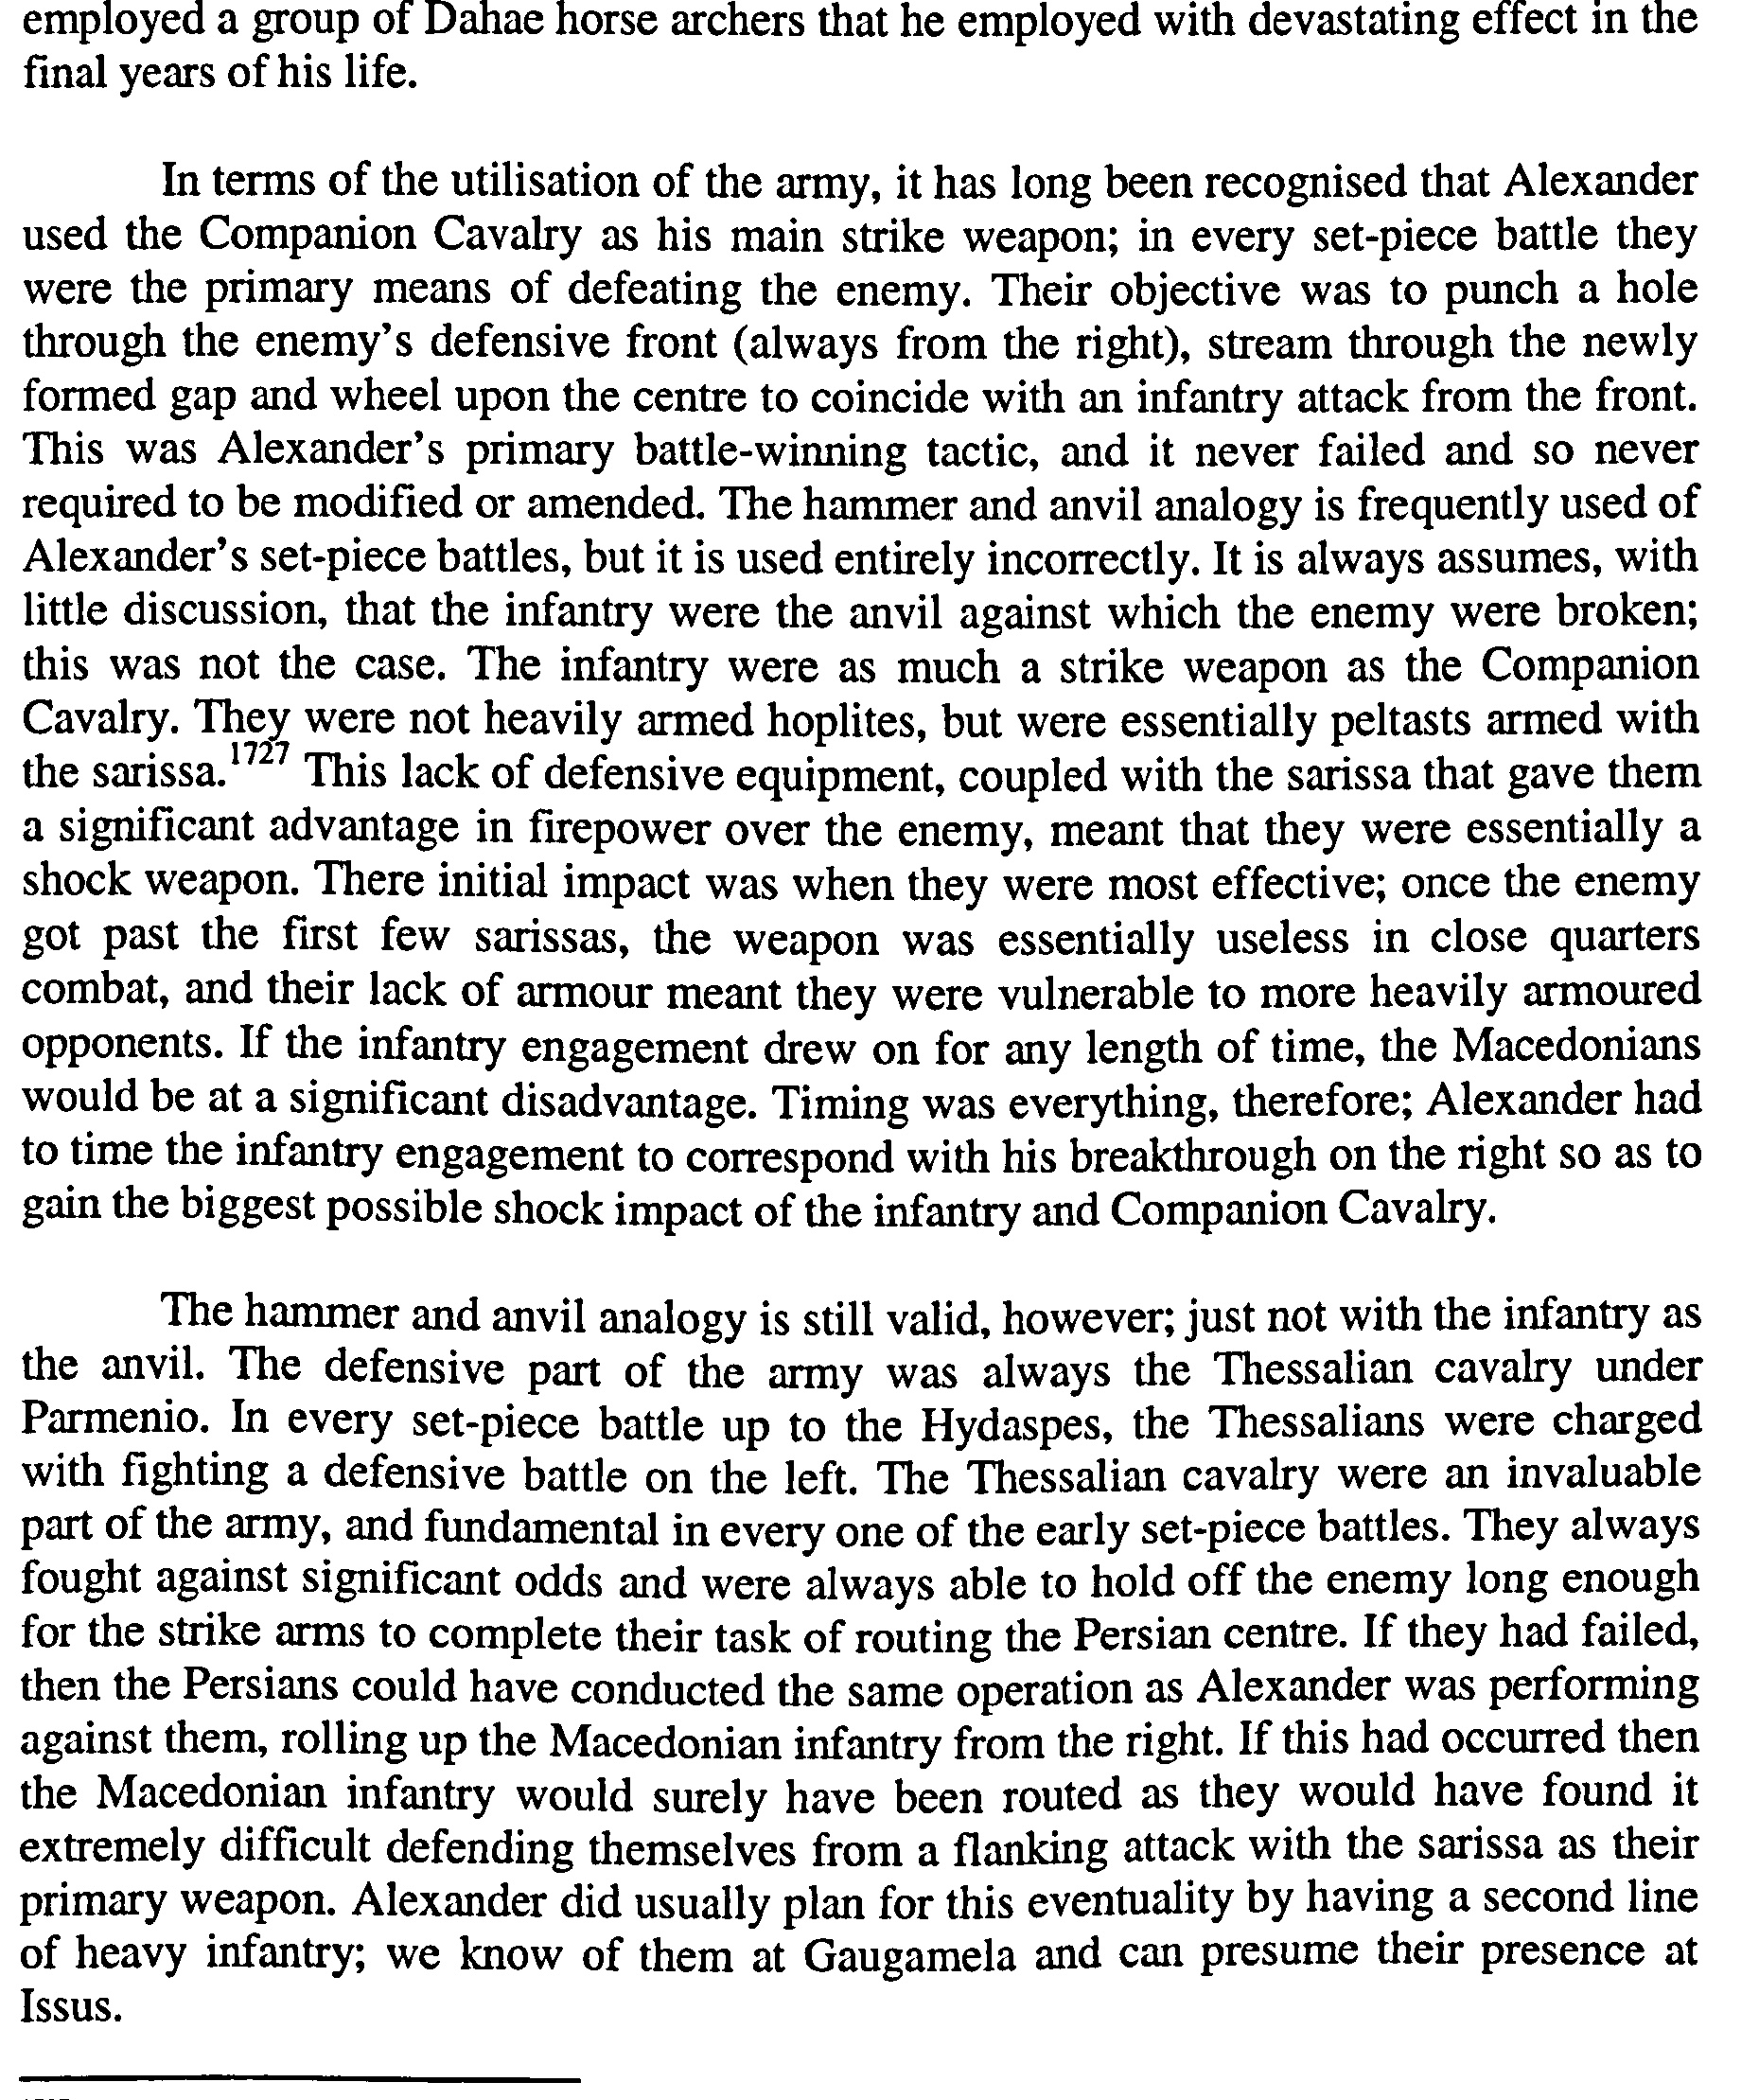 employed a group of Dahae horse archers that he employed with devastating effect in the
final years of his life.
In terms of the utilisation of the army, it has long been recognised that Alexander
used the Companion Cavalry as his main strike weapon; in every set-piece battle they
were the primary means of defeating the enemy. Their objective was to punch a hole
through the enemy's defensive front (always from the right), stream through the newly
formed gap and wheel upon the centre to coincide with an infantry attack from the front.
This was Alexander's primary battle-winning tactic, and it never failed and so never
required to be modified or amended. The hammer and anvil analogy is frequently used of
Alexander's set-piece battles, but it is used entirely incorrectly. It is always assumes, with
little discussion, that the infantry were the anvil against which the enemy were broken;
this was not the case. The infantry were as much a strike weapon as the Companion
Cavalry. They were not heavily armed hoplites, but were essentially peltasts armed with
the sarissa.1727 This lack of defensive equipment, coupled with the sarissa that gave them
a significant advantage in firepower over the enemy, meant that they were essentially a
shock weapon. There initial impact was when they were most effective; once the enemy
got past the first few sarissas, the weapon was essentially useless in close quarters
combat, and their lack of armour meant they were vulnerable to more heavily armoured
opponents. If the infantry engagement drew on for any length of time, the Macedonians
would be at a significant disadvantage. Timing was everything, therefore; Alexander had
to time the infantry engagement to correspond with his breakthrough on the right so as to
gain the biggest possible shock impact of the infantry and Companion Cavalry.
The hammer and anvil analogy is still valid, however; just not with the infantry as
the anvil. The defensive part of the army was always the Thessalian cavalry under
Parmenio. In every set-piece battle up to the Hydaspes, the Thessalians were charged
with fighting a defensive battle on the left. The Thessalian cavalry were an invaluable
part of the army, and fundamental in every one of the early set-piece battles. They always
fought against significant odds and were always able to hold off the enemy long enough
for the strike arms to complete their task of routing the Persian centre. If they had failed,
then the Persians could have conducted the same operation as Alexander was performing
against them, rolling up the Macedonian infantry from the right. If this had occurred then
the Macedonian infantry would surely have been routed as they would have found it
extremely difficult defending themselves from a flanking attack with the sarissa as their
primary weapon. Alexander did usually plan for this eventuality by having a second line
of heavy infantry; we know of them at Gaugamela and can presume their presence at
Issus.